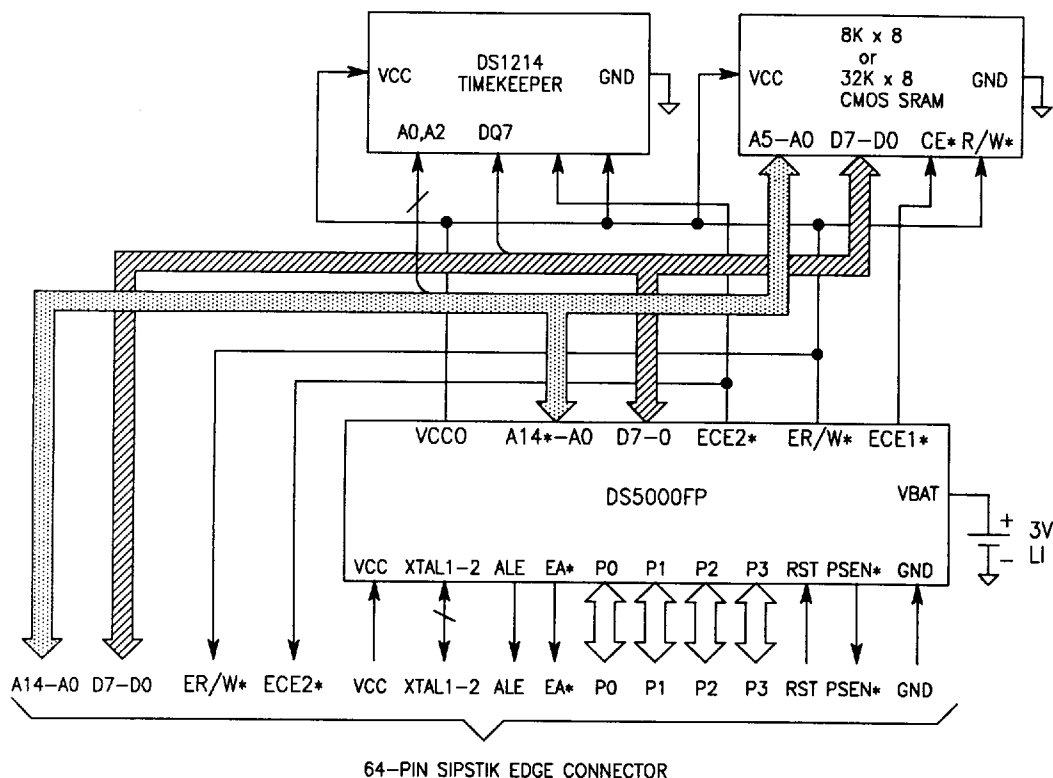 DS1214
TIMEKEEPER
VCC
GND
A0,A2 DQ7
8K x 8
or
32K x 8
CMOS SRAM
VCC
GND
A5-A0 D7-D0 CE* R/W*
VCCO A14*-A0 D7-0 ECE2* ER/W* ECE1*
DS5000FP
VBAT
+ 3V
- LI
VCC XTAL1-2 ALE EA* P0 P1 P2 P3 RST PSEN* GND
A14-A0 D7-D0 ER/W* ECE2* VCC XTAL1-2 ALE EA* P0 P1 P2 P3 RST PSEN* GND
64-PIN SIPSTIK EDGE CONNECTOR